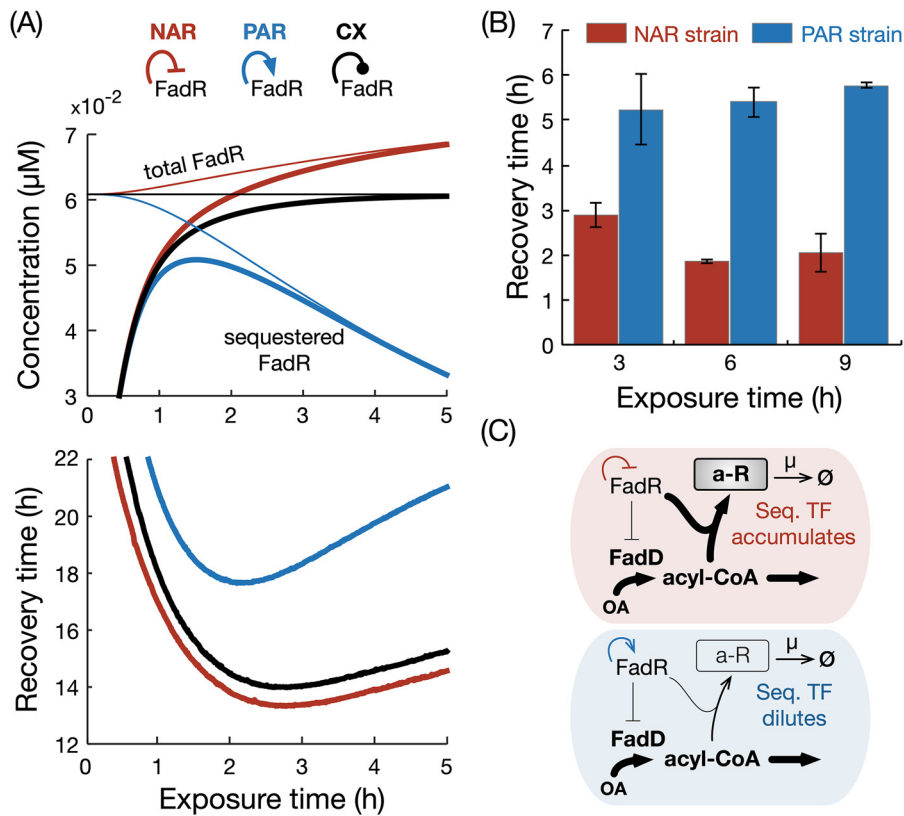 (A)
NAR PAR CX
FadR FadR FadR
x10-2
7
6
5
4
3
Concentration (µM)
total FadR
sequestered
FadR
0 1 2 3 4 5
22
20
18
16
14
12
Recovery time (h)
0 1 2 3 4 5
Exposure time (h)
(B)
NAR strain PAR strain
7
6
5
4
3
2
1
0
Recovery time (h)
3 6 9
Exposure time (h)
(C)
a-R µ Ø
FadR
Seq. TF
accumulates
FadD
acyl-CoA
OA
a-R µ Ø
FadR
Seq. TF
dilutes
FadD
acyl-CoA
OA